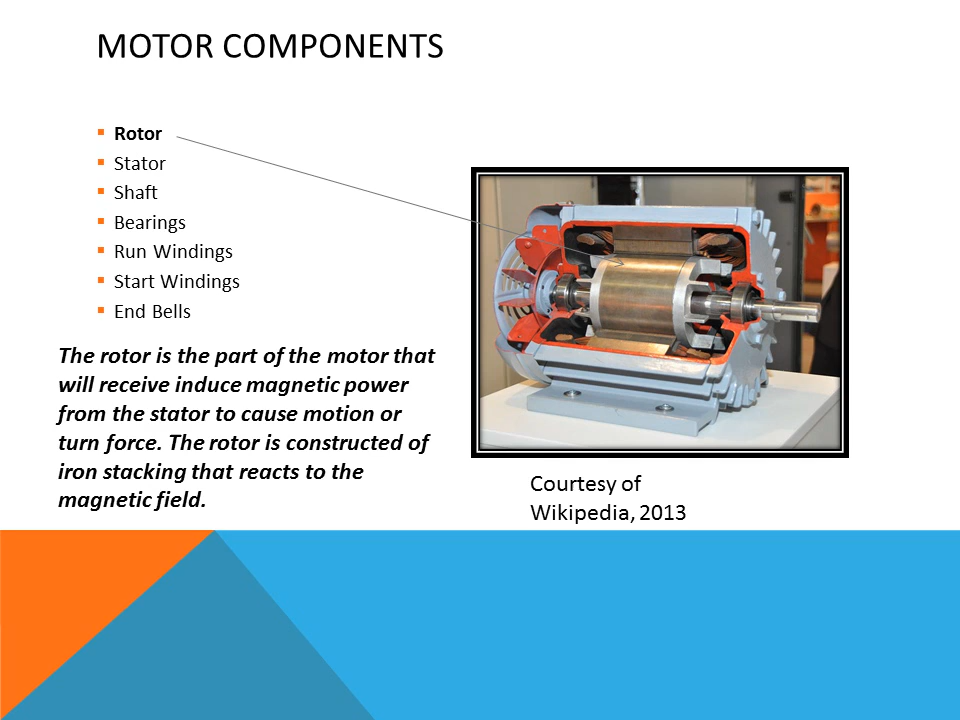 MOTOR COMPONENTS
Rotor
Stator
Shaft
Bearings
Run Windings
Start Windings
End Bells
The rotor is the part of the motor that
will receive induce magnetic power
from the stator to cause motion or
turn force. The rotor is constructed of
iron stacking that reacts to the
magnetic field.
Courtesy of
Wikipedia, 2013